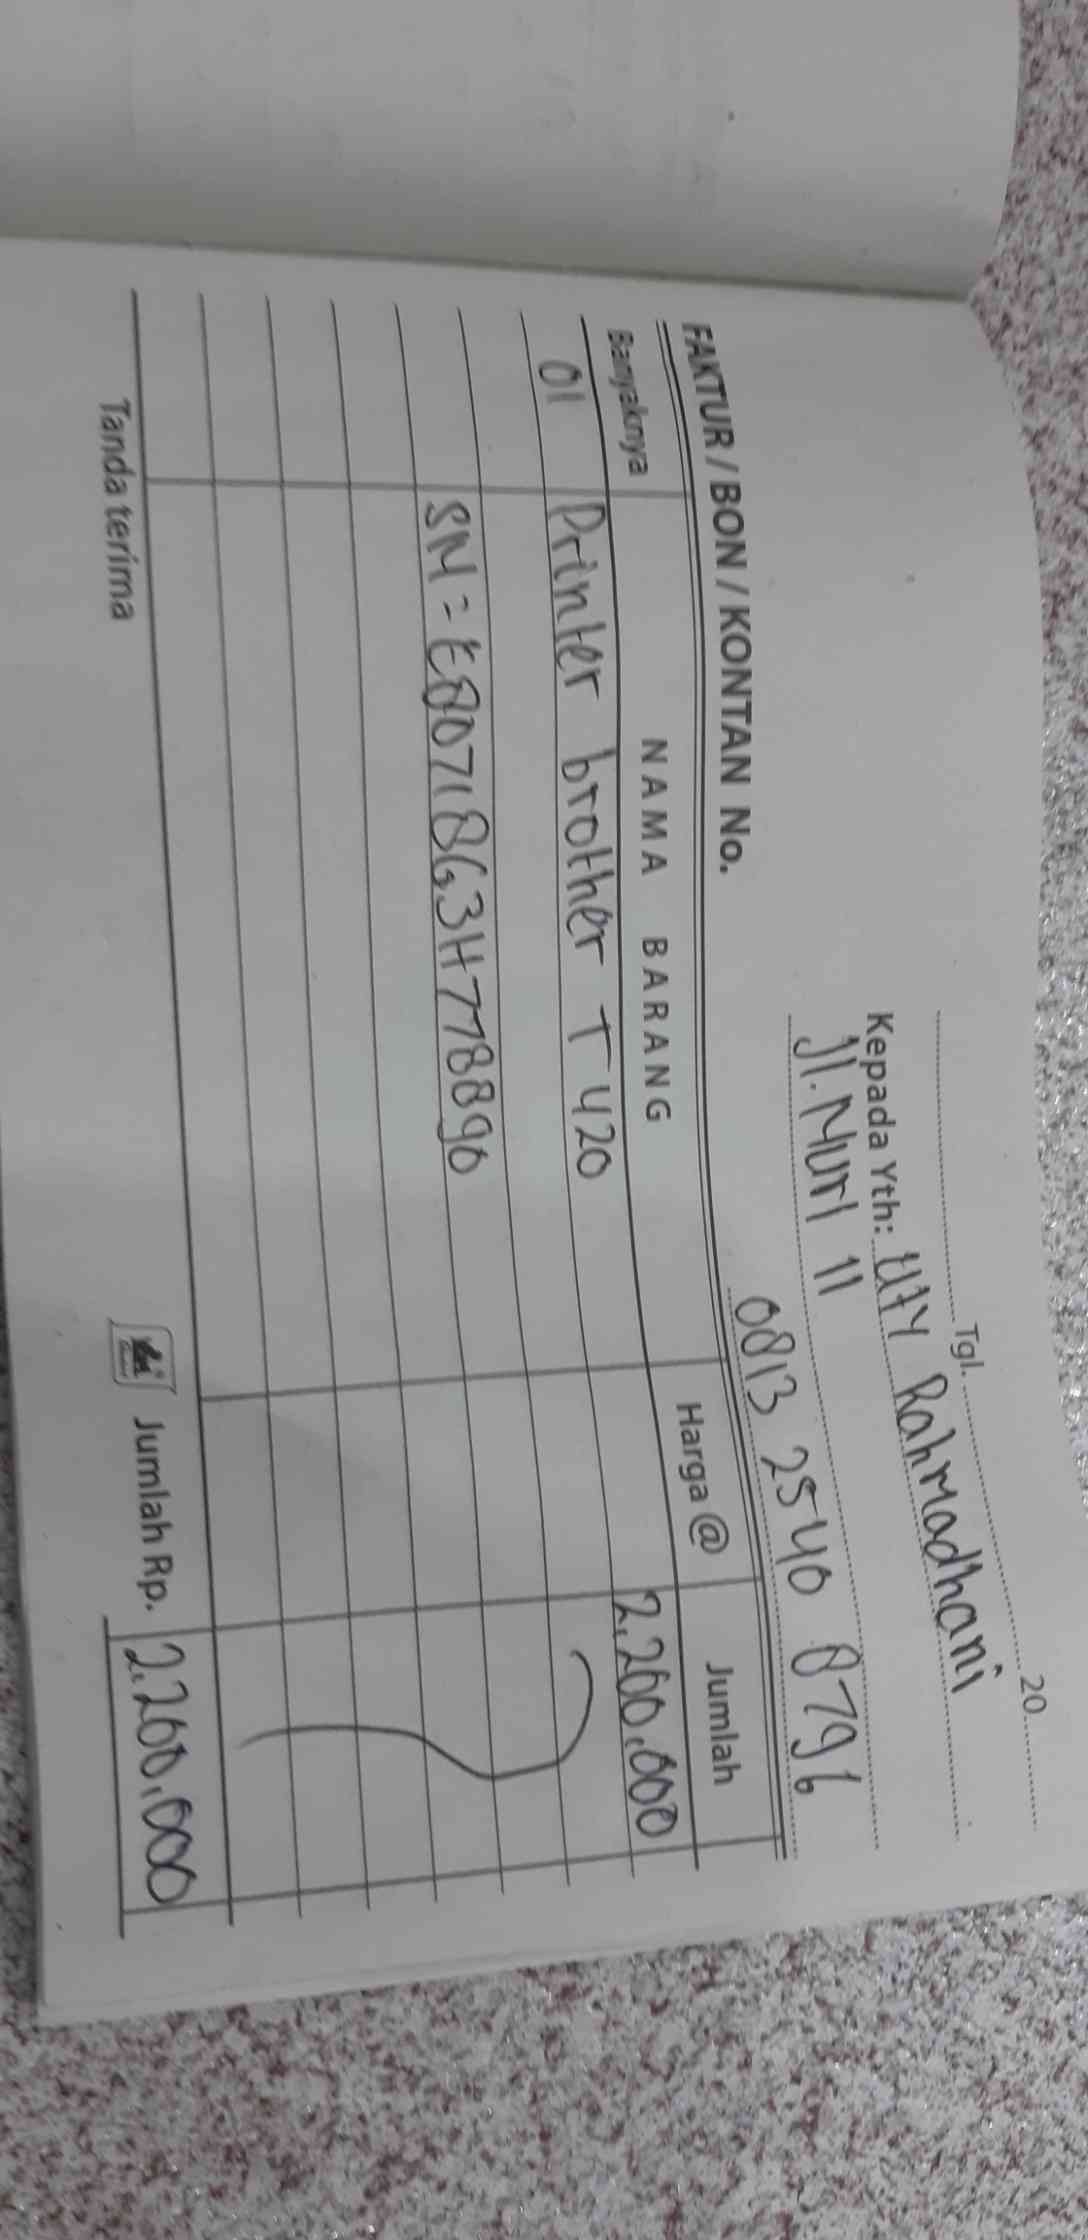 Tgl. 20
Kepada Yth: Uty Rahmadhani
Jl. Nuri 11
0813 2540 8796
FAKTUR / BON / KONTAN No.
Banyaknya NAMA BARANG Harga @ Jumlah
01 Printer brother T 420 2.200.000
SN = E80718G3H778890
Tanda terima Jumlah Rp. 2.200.000